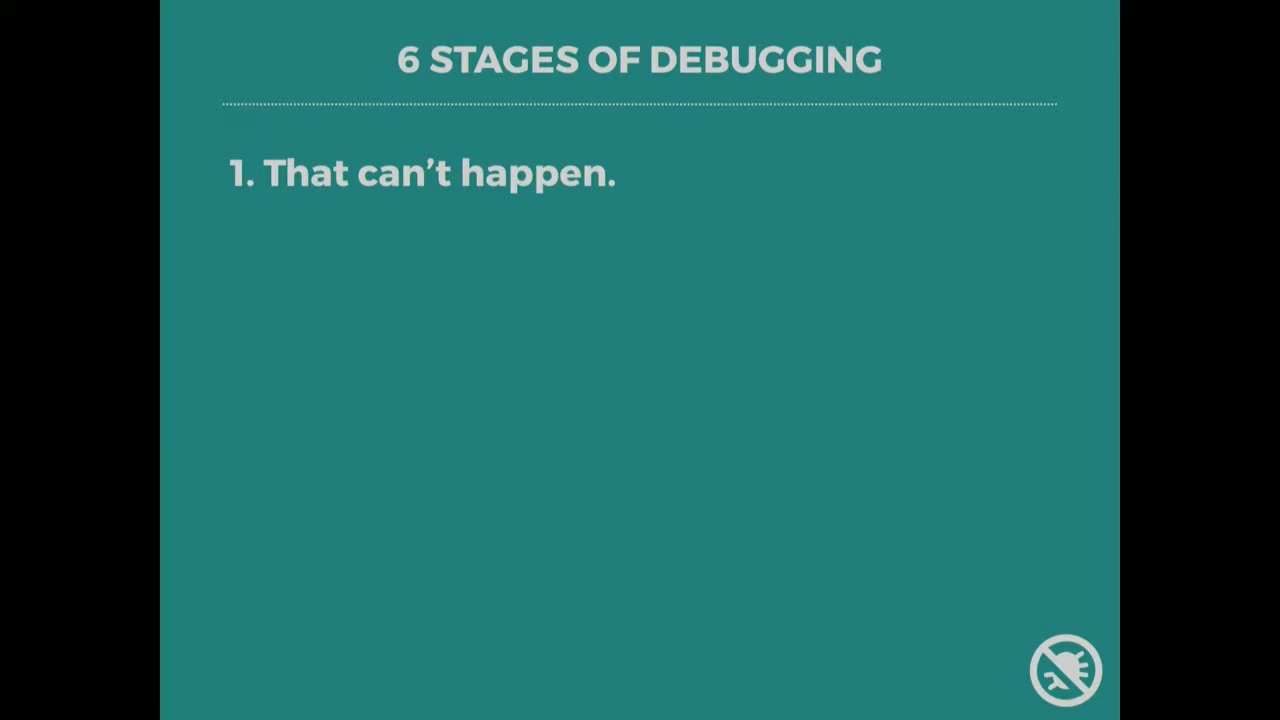 6 STAGES OF DEBUGGING
1. That can’t happen.